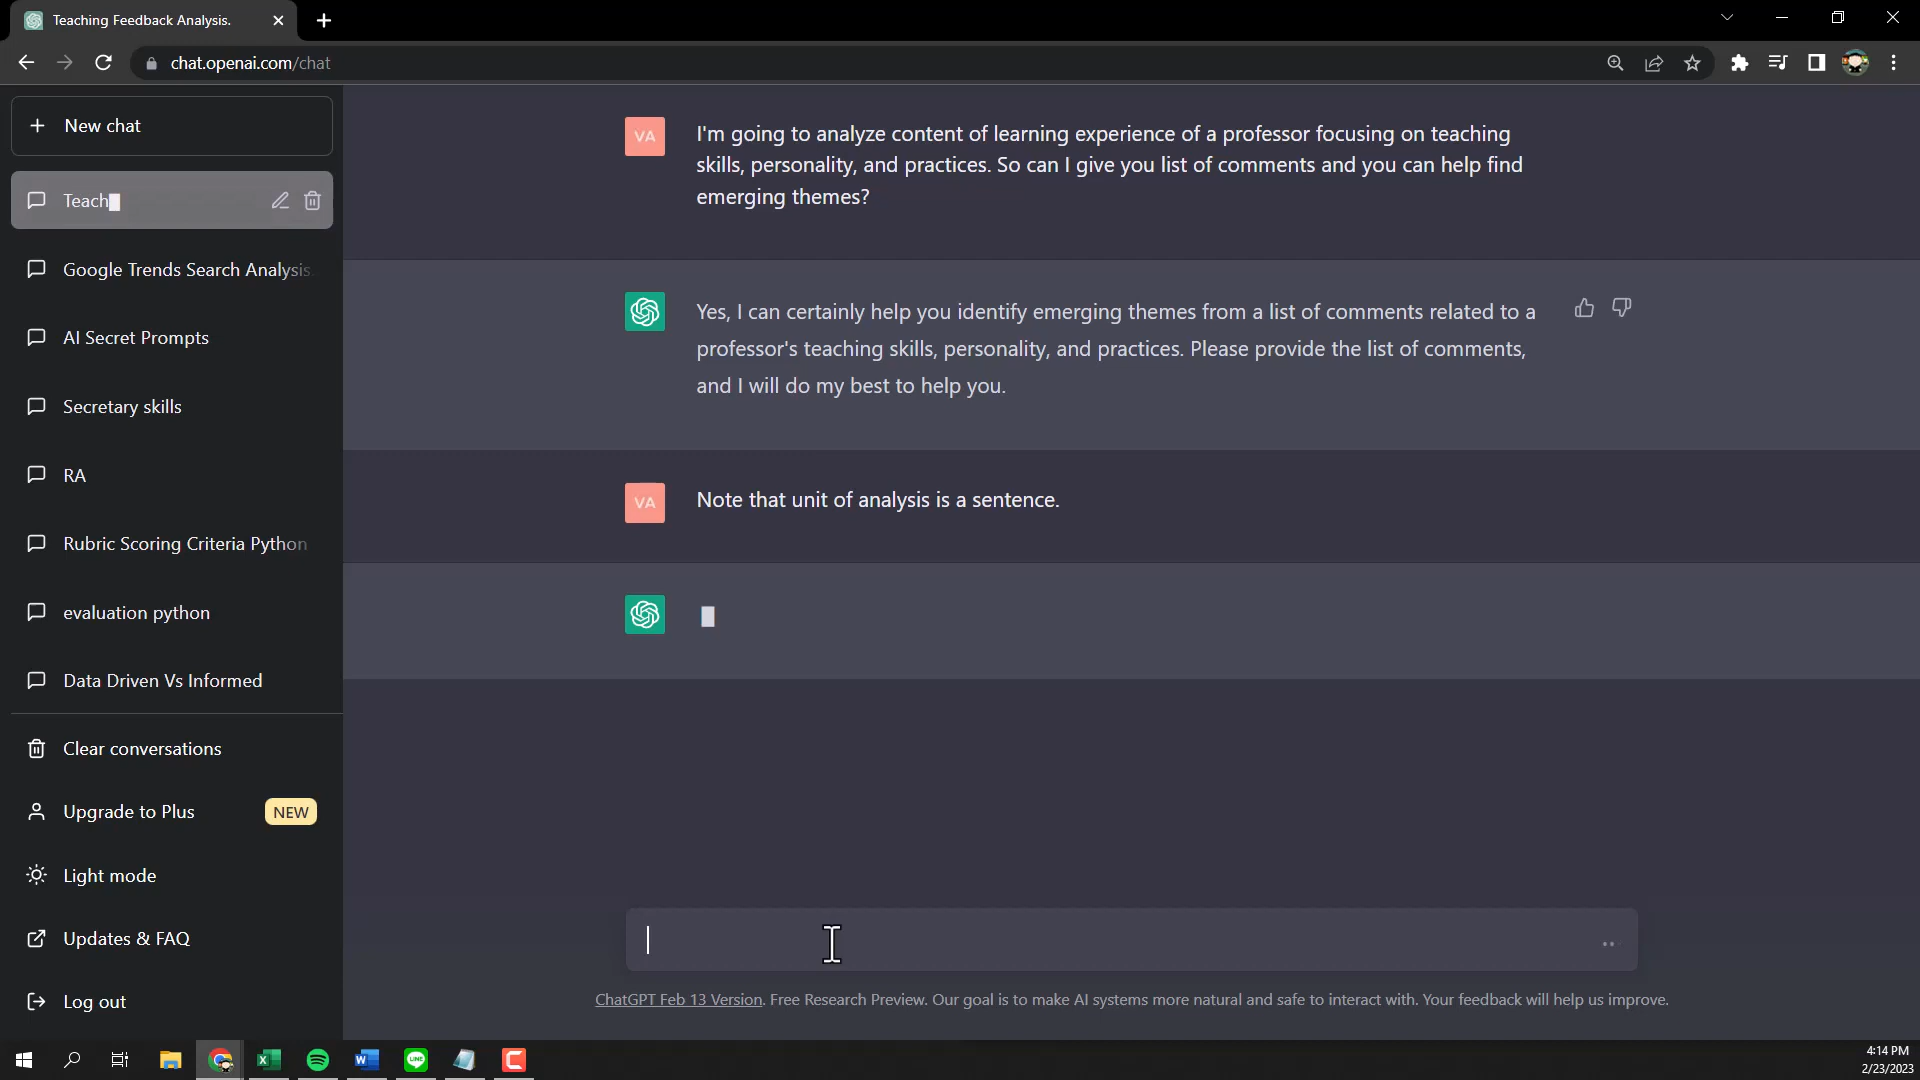 Teaching Feedback Analysis.
chat.openai.com/chat
New chat
Teach
Google Trends Search Analysis.
AI Secret Prompts
Secretary skills
RA
Rubric Scoring Criteria Python
evaluation python
Data Driven Vs Informed
Clear conversations
Upgrade to Plus NEW
Light mode
Updates & FAQ
Log out
VA
I'm going to analyze content of learning experience of a professor focusing on teaching
skills, personality, and practices. So can I give you list of comments and you can help find
emerging themes?
Yes, I can certainly help you identify emerging themes from a list of comments related to a
professor's teaching skills, personality, and practices. Please provide the list of comments,
and I will do my best to help you.
VA
Note that unit of analysis is a sentence.
ChatGPT Feb 13 Version. Free Research Preview. Our goal is to make AI systems more natural and safe to interact with. Your feedback will help us improve.
4:14 PM
2/23/2023